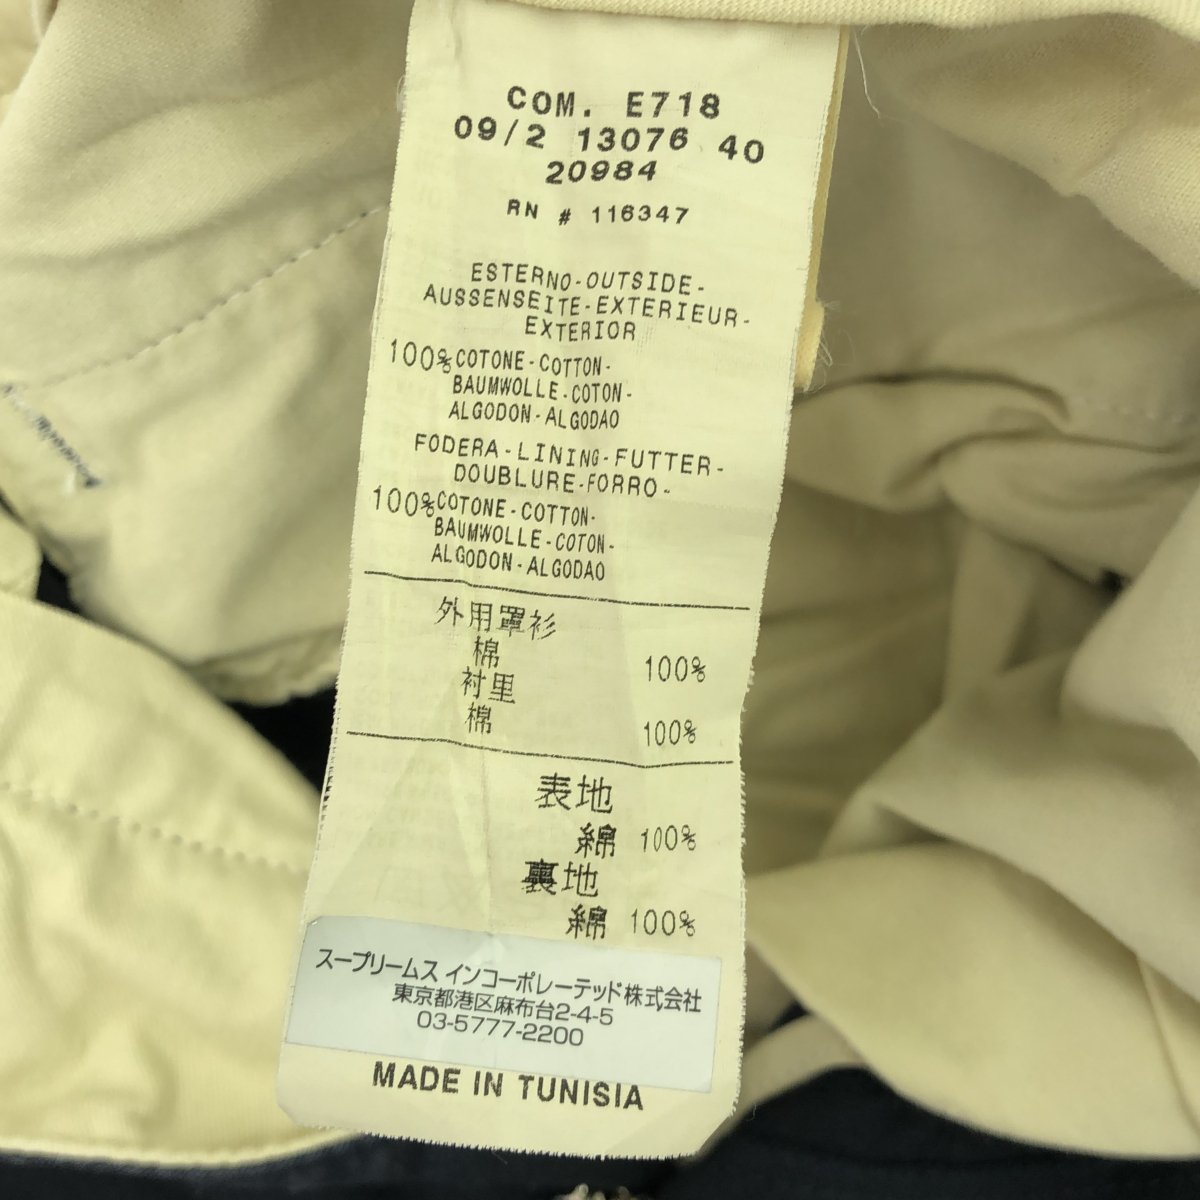 COM. E718
09/2 13076 40
20984
RN # 116347
ESTERNO-OUTSIDE-
AUSSENSEITE-EXTERIEUR-
EXTERIOR
100% COTONE-COTTON-
BAUMWOLLE-COTON-
ALGODON-ALGODAO
FODERA-LINING-FUTTER-
DOUBLURE-FORRO-
100% COTONE-COTTON-
BAUMWOLLE-COTON-
ALGODON-ALGODAO
外用罩衫
棉 100%
衬里
棉 100%
表地
綿 100%
裏地
綿 100%
スープリームス インコーポレーテッド株式会社
東京都港区麻布台2-4-5
03-5777-2200
MADE IN TUNISIA